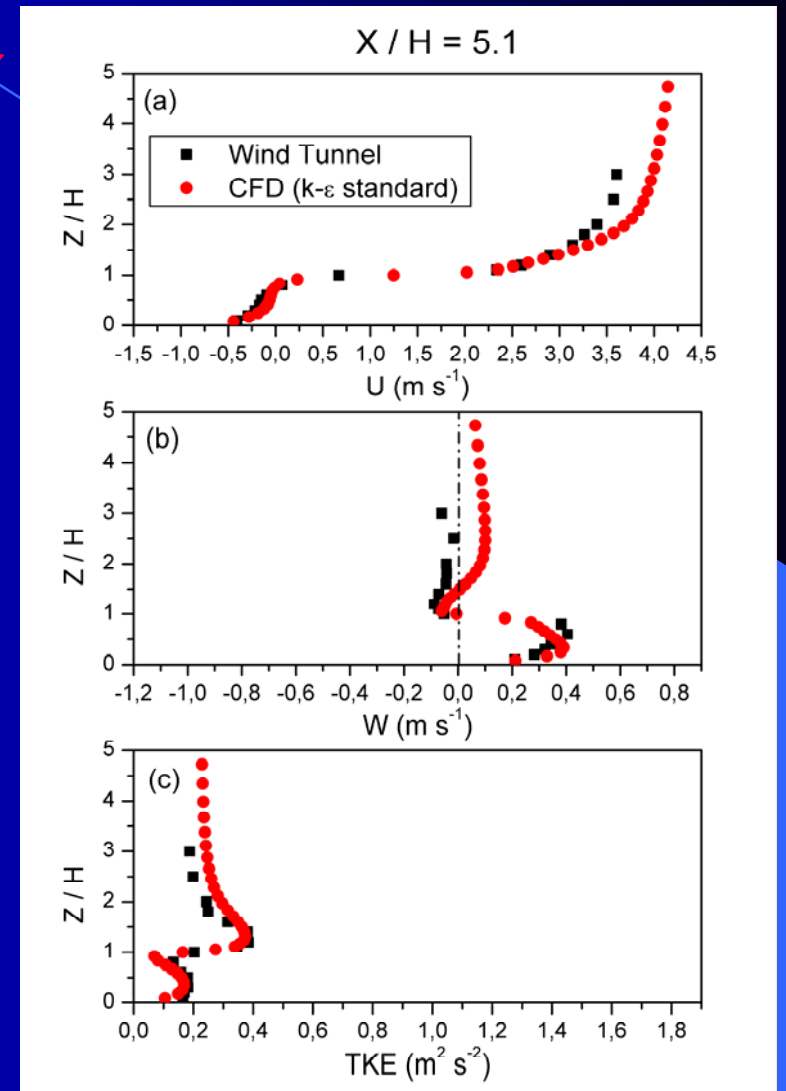 X / H = 5.1
(a)
Wind Tunnel
CFD (k-ε standard)
Z / H
5
4
3
2
1
0
-1,5 -1,0 -0,5 0,0 0,5 1,0 1,5 2,0 2,5 3,0 3,5 4,0 4,5
U (m s⁻¹)
(b)
Z / H
5
4
3
2
1
0
-1,2 -1,0 -0,8 -0,6 -0,4 -0,2 0,0 0,2 0,4 0,6 0,8
W (m s⁻¹)
(c)
Z / H
5
4
3
2
1
0
0,0 0,2 0,4 0,6 0,8 1,0 1,2 1,4 1,6 1,8
TKE (m² s⁻²)